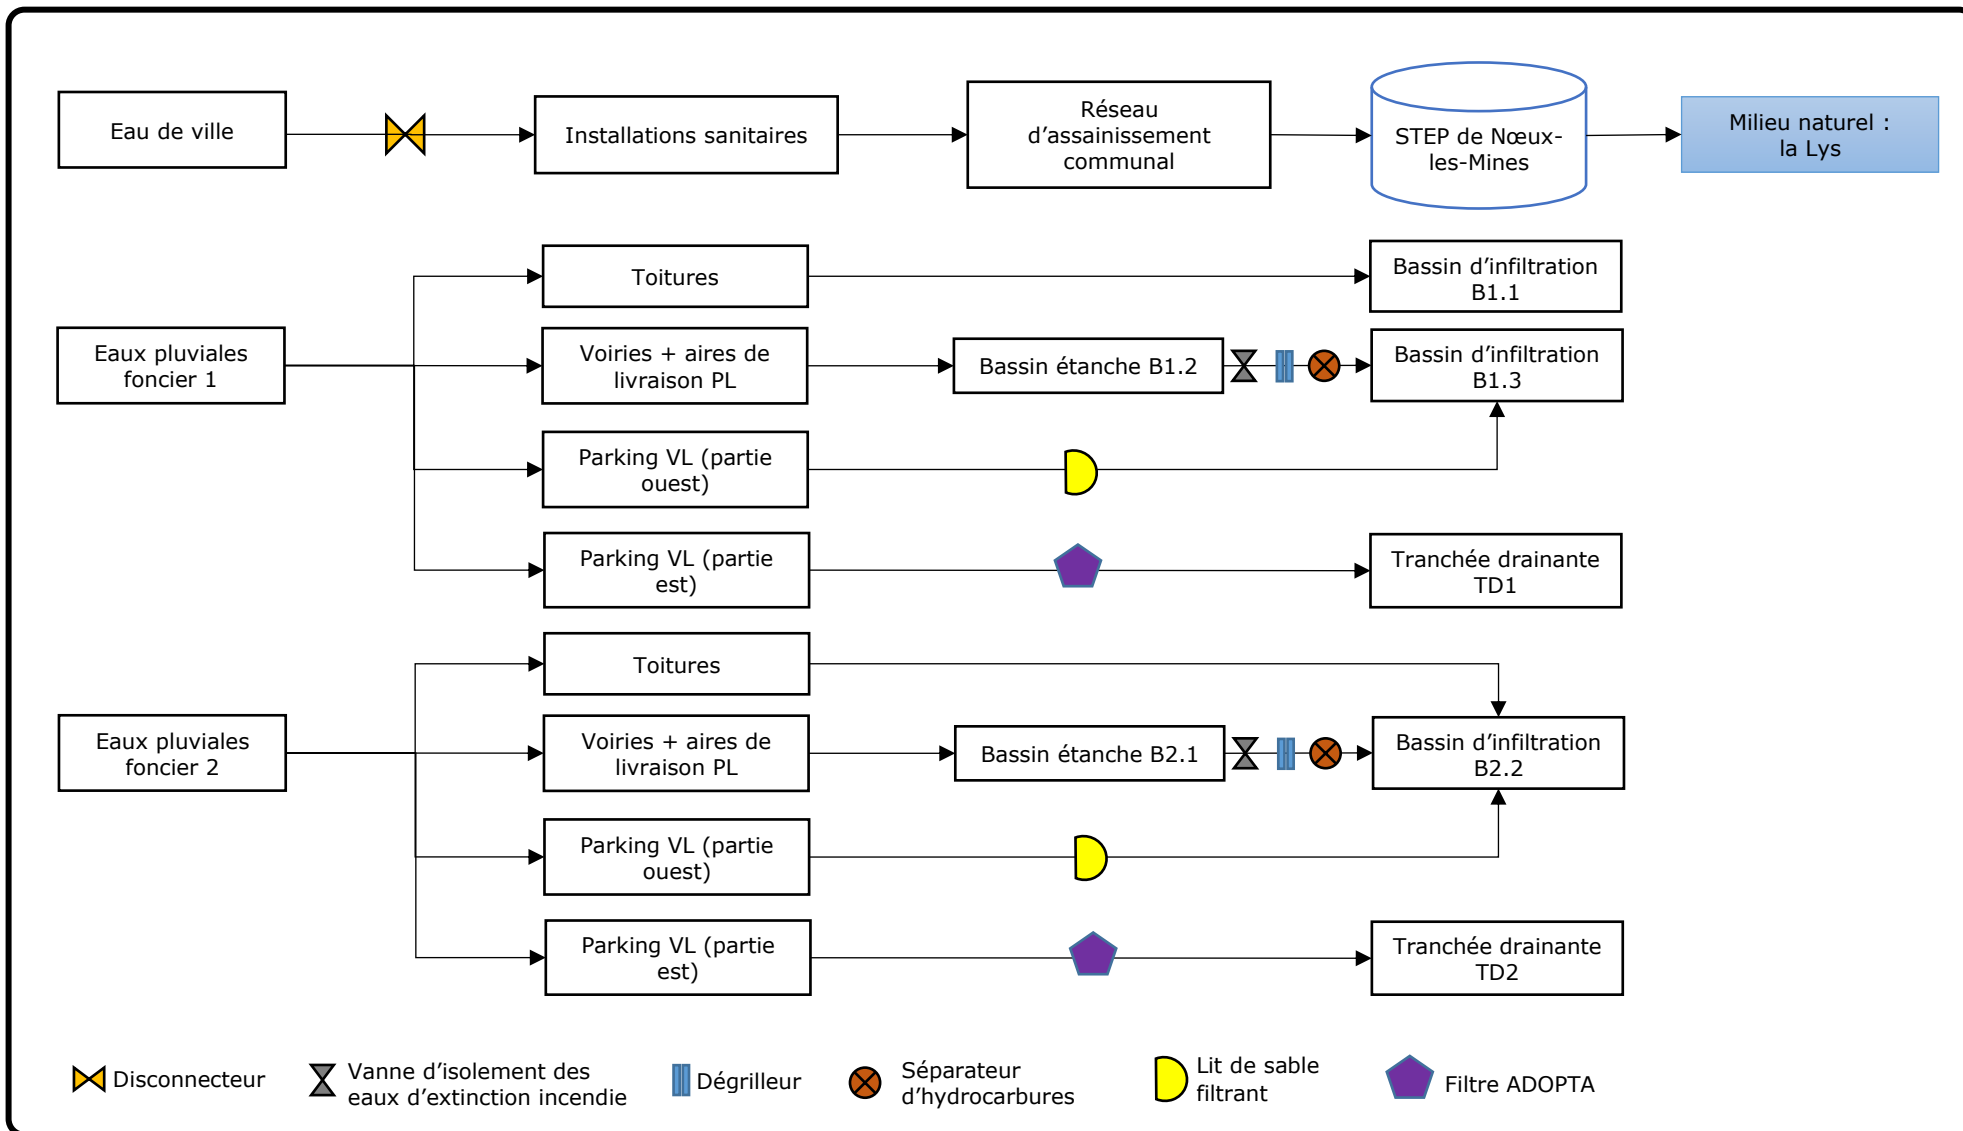 Eau de ville
Installations sanitaires
Réseau
d’assainissement
communal
STEP de Nœux-
les-Mines
Milieu naturel :
la Lys
Toitures
Bassin d’infiltration
B1.1
Eaux pluviales
foncier 1
Voiries + aires de
livraison PL
Bassin étanche B1.2
Bassin d’infiltration
B1.3
Parking VL (partie
ouest)
Parking VL (partie
est)
Tranchée drainante
TD1
Toitures
Eaux pluviales
foncier 2
Voiries + aires de
livraison PL
Bassin étanche B2.1
Bassin d’infiltration
B2.2
Parking VL (partie
ouest)
Parking VL (partie
est)
Tranchée drainante
TD2
Disconnecteur
Vanne d’isolement des
eaux d’extinction incendie
Dégrilleur
Séparateur
d’hydrocarbures
Lit de sable
filtrant
Filtre ADOPTA